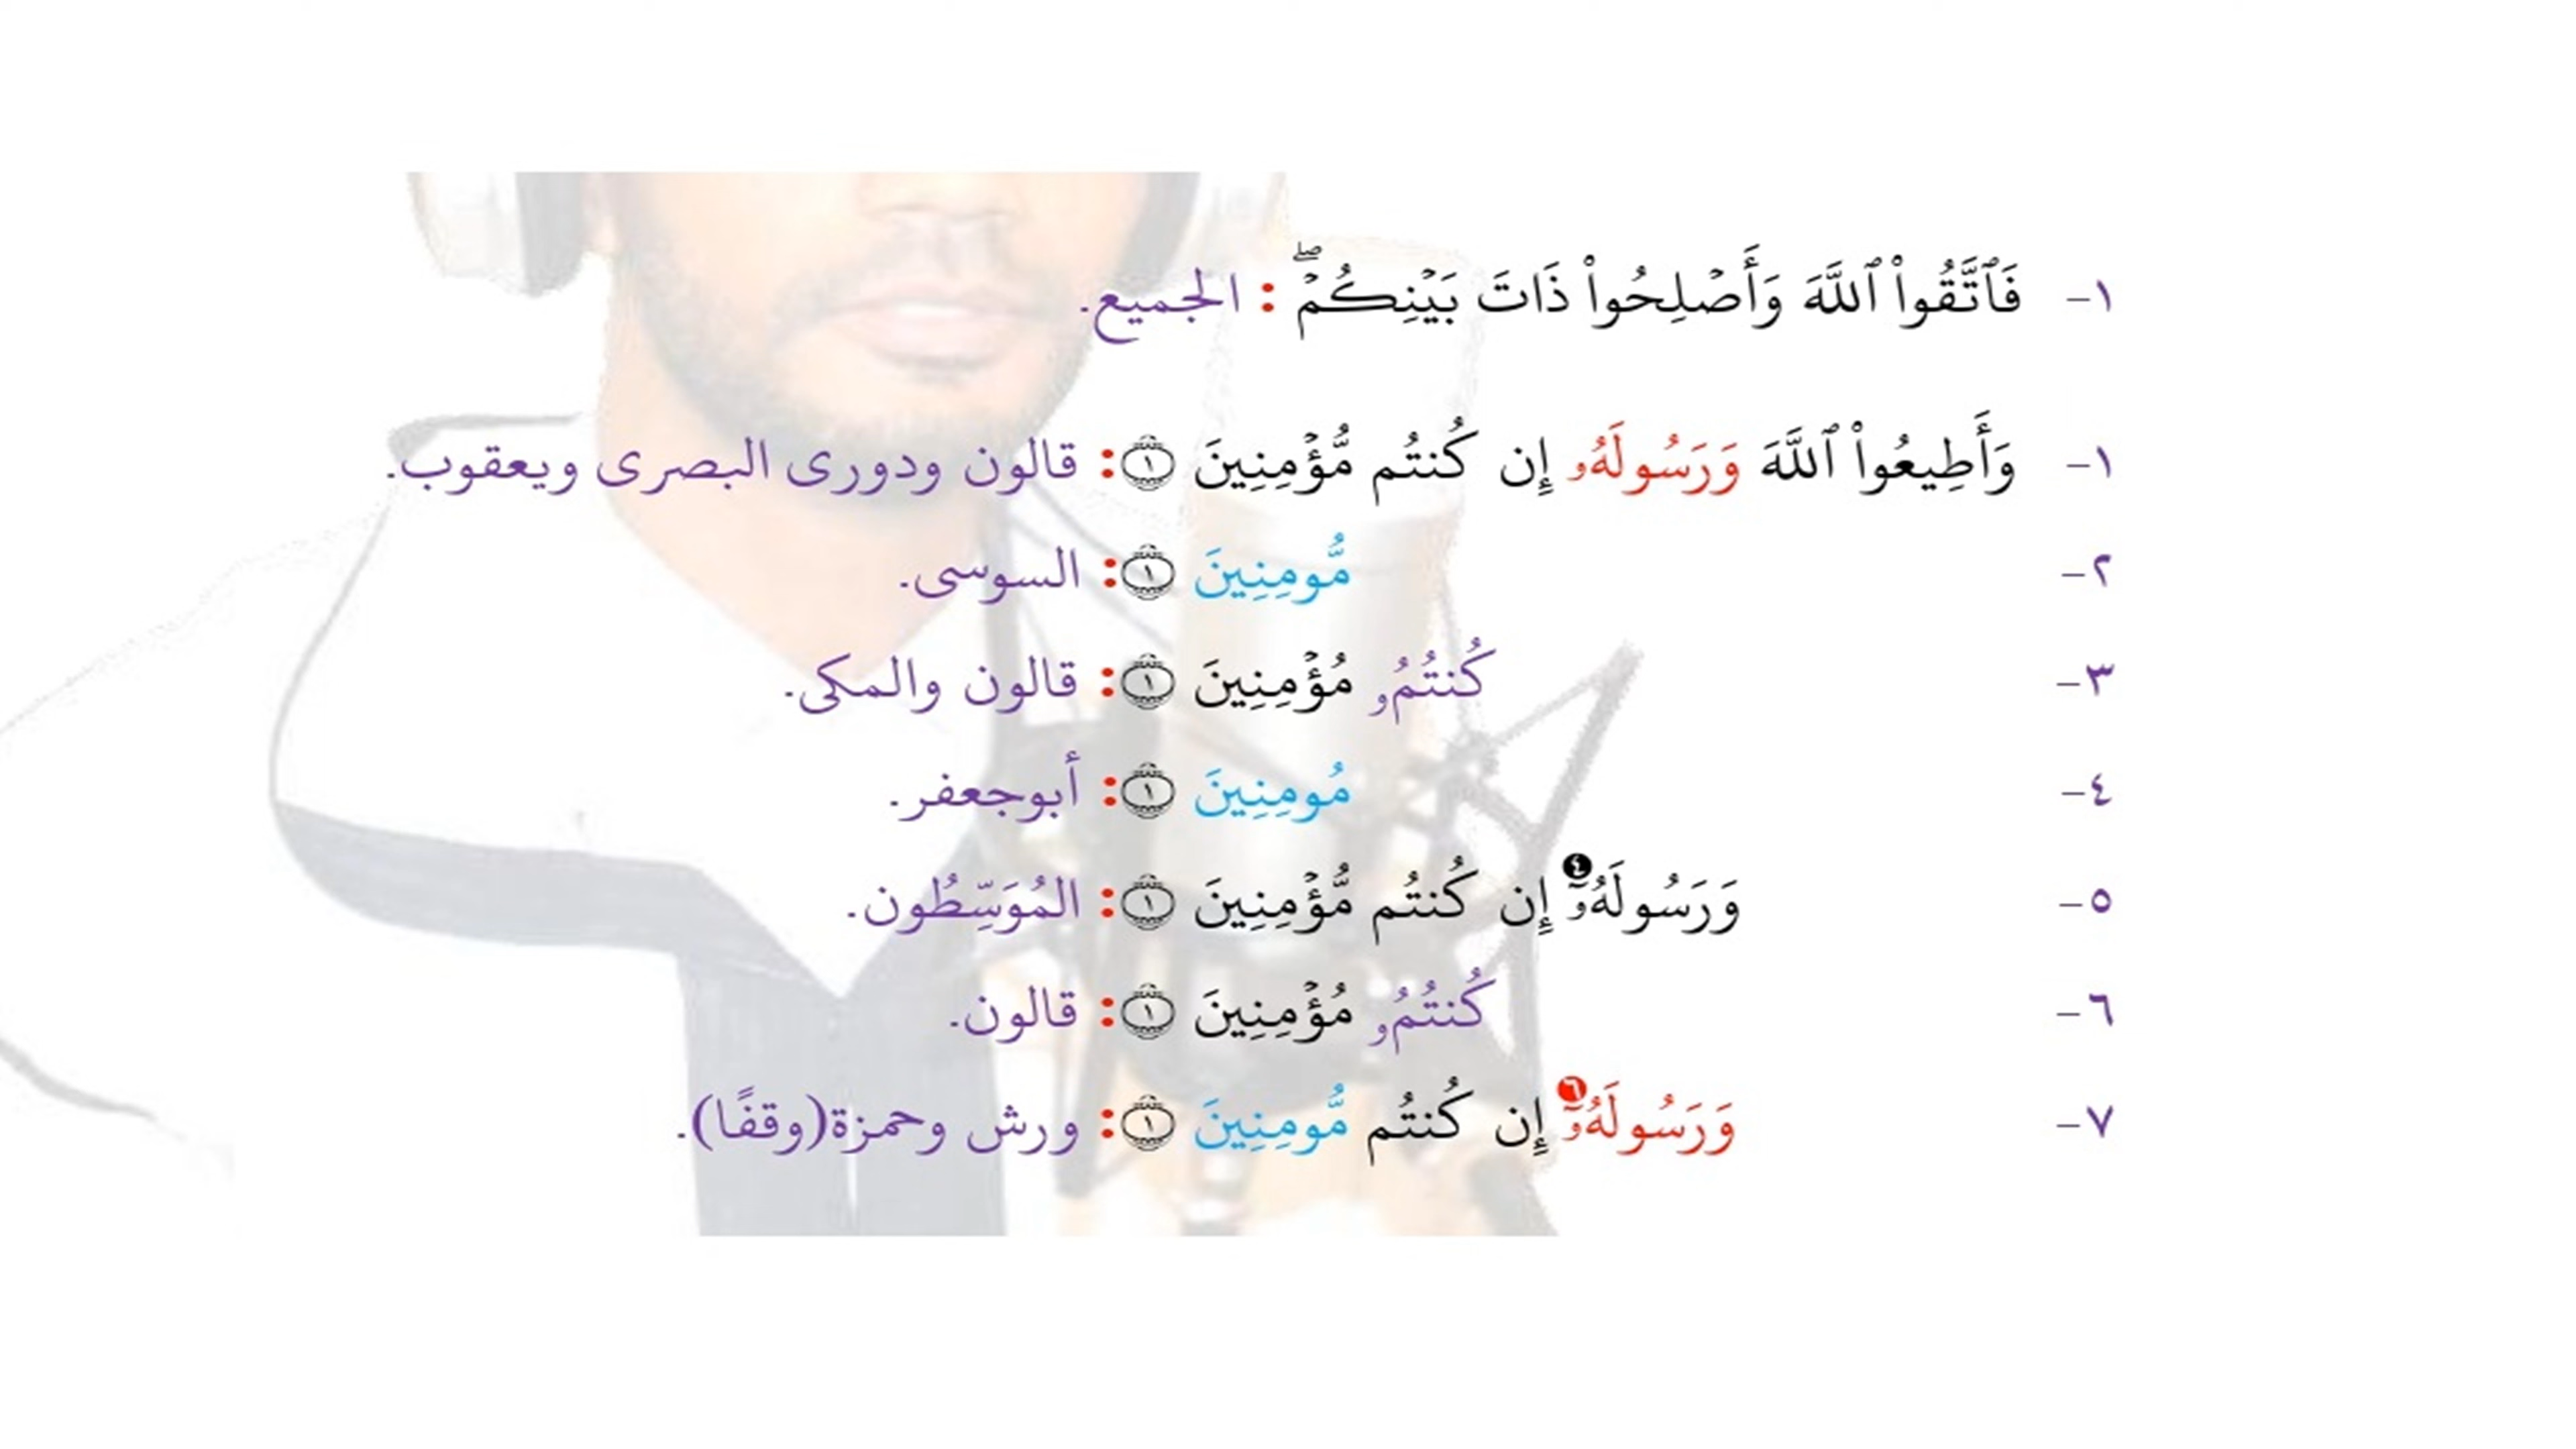 ١- فَٱتَّقُوا۟ ٱللَّهَ وَأَصْلِحُوا۟ ذَاتَ بَيْنِكُمْۖ : الجميع.
١- وَأَطِيعُوا۟ ٱللَّهَ وَرَسُولَهُۥ إِن كُنتُم مُّؤْمِنِينَ ۝١ : قالون ودورى البصرى ويعقوب.
٢- مُّومِنِينَ ۝١ : السوسى.
٣- كُنتُمُۥ مُؤْمِنِينَ ۝١ : قالون والمكى.
٤- مُومِنِينَ ۝١ : أبوجعفر.
٥- وَرَسُولَهُۥٓ ٤ إِن كُنتُم مُّؤْمِنِينَ ۝١ : المُوَسِّطُون.
٦- كُنتُمُۥ مُؤْمِنِينَ ۝١ : قالون.
٧- وَرَسُولَهُۥٓ ٦ إِن كُنتُم مُّومِنِينَ ۝١ : ورش وحمزة(وقفًا).